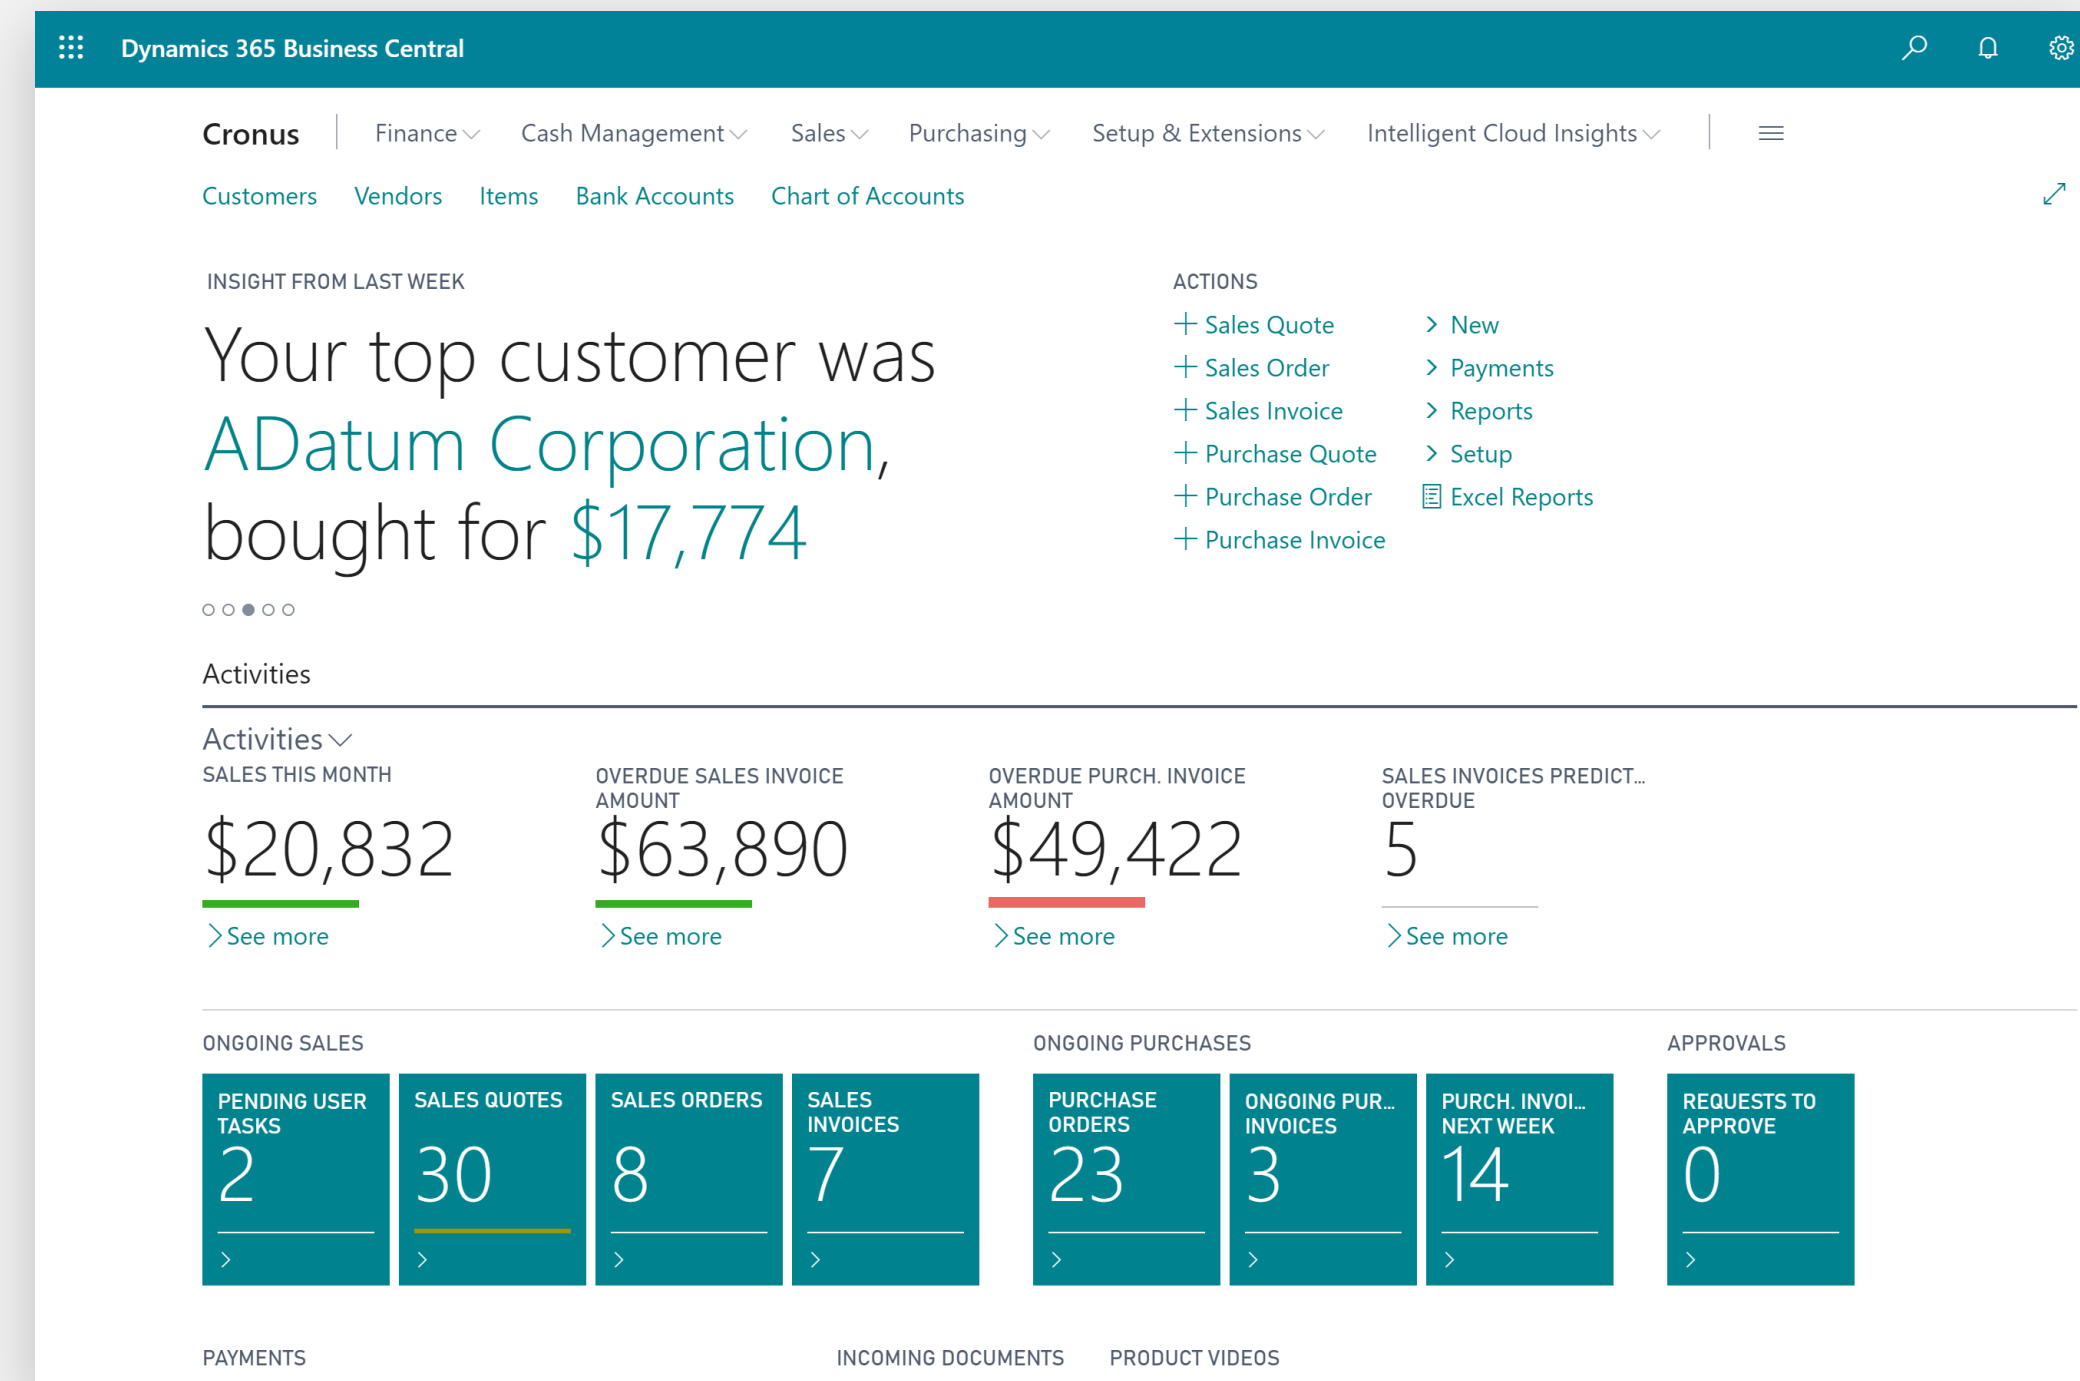 Dynamics 365 Business Central
Cronus
Finance
Cash Management
Sales
Purchasing
Setup & Extensions
Intelligent Cloud Insights
Customers
Vendors
Items
Bank Accounts
Chart of Accounts
INSIGHT FROM LAST WEEK
Your top customer was
ADatum Corporation,
bought for $17,774
ACTIONS
Sales Quote
Sales Order
Sales Invoice
Purchase Quote
Purchase Order
Purchase Invoice
New
Payments
Reports
Setup
Excel Reports
Activities
Activities
SALES THIS MONTH
$20,832
See more
OVERDUE SALES INVOICE
AMOUNT
$63,890
See more
OVERDUE PURCH. INVOICE
AMOUNT
$49,422
See more
SALES INVOICES PREDICT...
OVERDUE
5
See more
ONGOING SALES
PENDING USER
TASKS
2
SALES QUOTES
30
SALES ORDERS
8
SALES
INVOICES
7
ONGOING PURCHASES
PURCHASE
ORDERS
23
ONGOING PUR...
INVOICES
3
PURCH. INVOI...
NEXT WEEK
14
APPROVALS
REQUESTS TO
APPROVE
0
PAYMENTS
INCOMING DOCUMENTS
PRODUCT VIDEOS